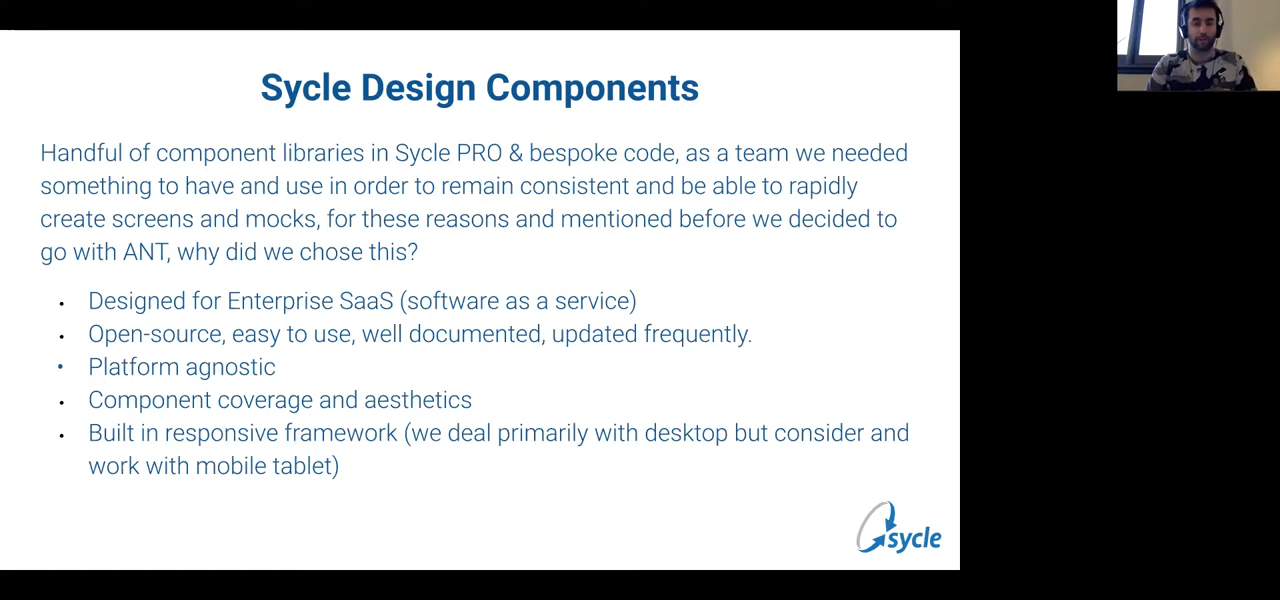 Sycle Design Components
Handful of component libraries in Sycle PRO & bespoke code, as a team we needed
something to have and use in order to remain consistent and be able to rapidly
create screens and mocks, for these reasons and mentioned before we decided to
go with ANT, why did we chose this?
• Designed for Enterprise SaaS (software as a service)
• Open-source, easy to use, well documented, updated frequently.
• Platform agnostic
• Component coverage and aesthetics
• Built in responsive framework (we deal primarily with desktop but consider and
work with mobile tablet)
sycle